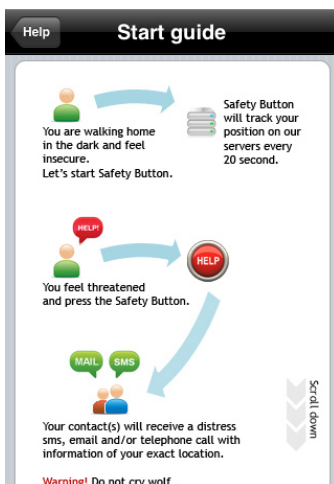 Help
Start guide
You are walking home
in the dark and feel
insecure.
Let's start Safety Button.
Safety Button
will track your
position on our
servers every
20 second.
HELP!
HELP
You feel threatened
and press the Safety Button.
MAIL
SMS
Your contact(s) will receive a distress
sms, email and/or telephone call with
information of your exact location.
Scroll down
Warning! Do not cry wolf